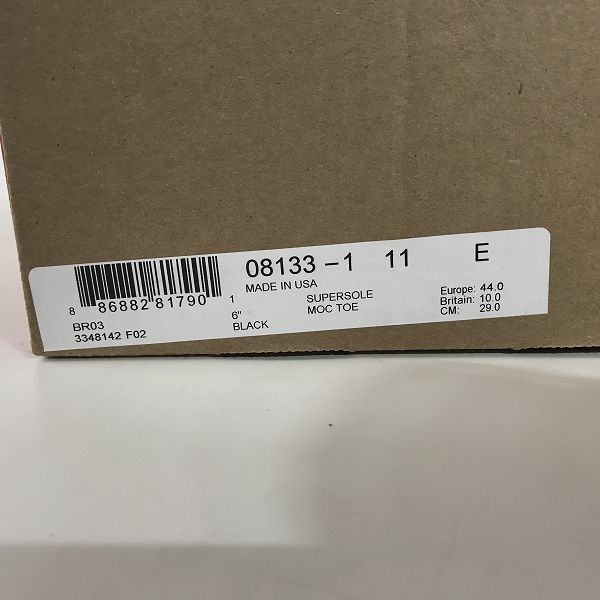 08133 – 1 11 E
MADE IN USA
8 86882 81790 1
BR03
3348142 F02
6" SUPERSOLE
BLACK MOC TOE
Europe: 44.0
Britain: 10.0
CM: 29.0